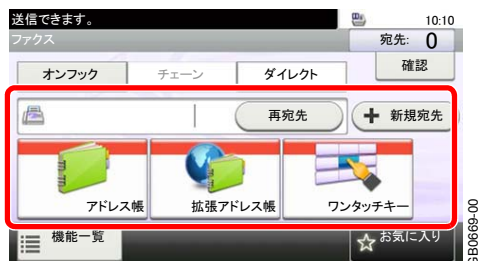 送信できます。
10:10
ファクス
宛先: 0
オンフック
チェーン
ダイレクト
確認
再宛先
+ 新規宛先
アドレス帳
拡張アドレス帳
ワンタッチキー
機能一覧
お気に入り